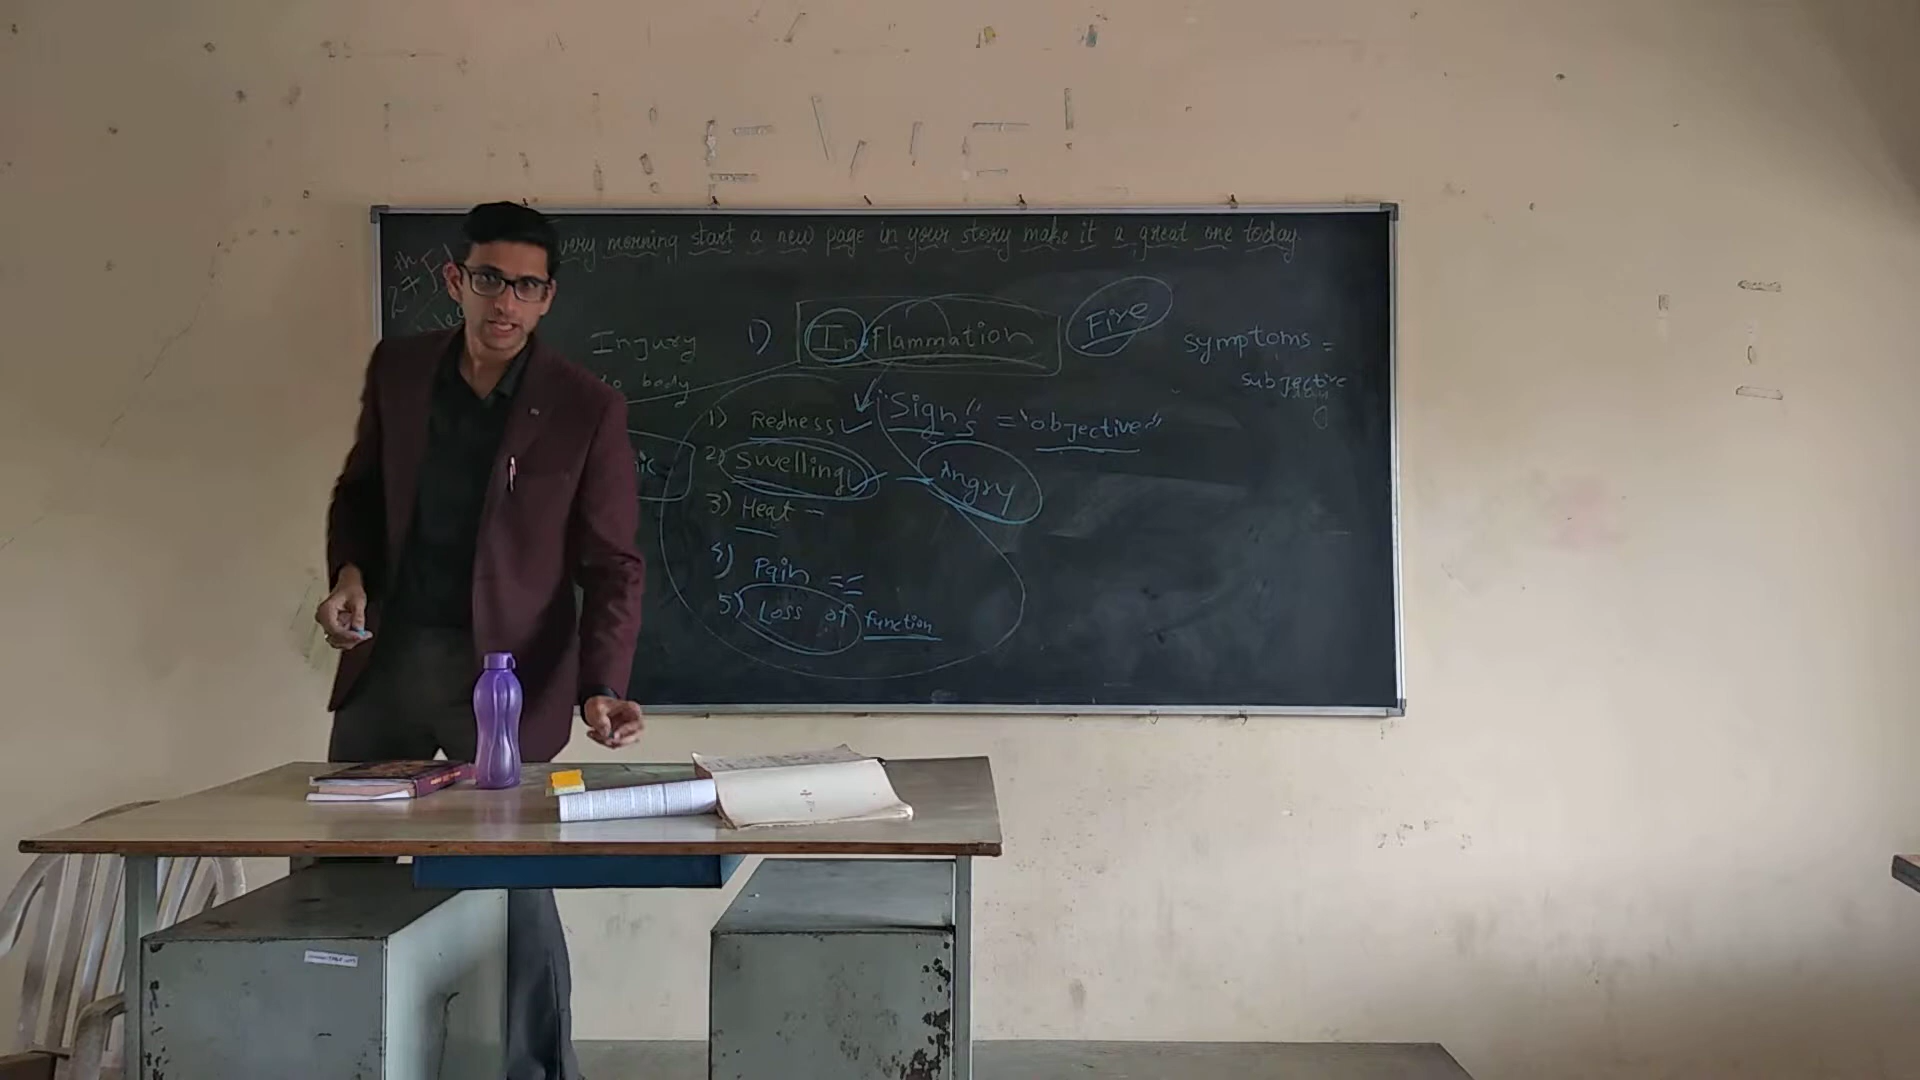 very morning start a new page in your story make it a great one today.
27th
Injury
to body
1) Inflammation
Fire
symptoms =
subjective
"Sign's" = "objective"
1) Redness
2) Swelling
Angry
3) Heat -
4) Pain ==
5) Loss of function